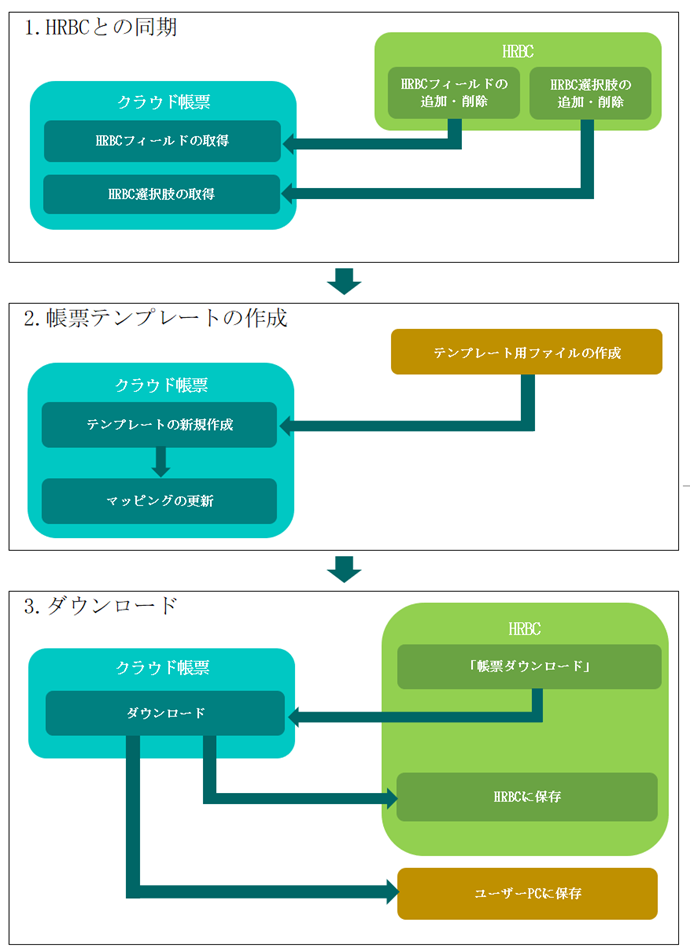 1.HRBCとの同期
HRBC
HRBCフィールドの
追加・削除
HRBC選択肢の
追加・削除
クラウド帳票
HRBCフィールドの取得
HRBC選択肢の取得
2.帳票テンプレートの作成
テンプレート用ファイルの作成
クラウド帳票
テンプレートの新規作成
マッピングの更新
3.ダウンロード
HRBC
「帳票ダウンロード」
クラウド帳票
ダウンロード
HRBCに保存
ユーザーPCに保存